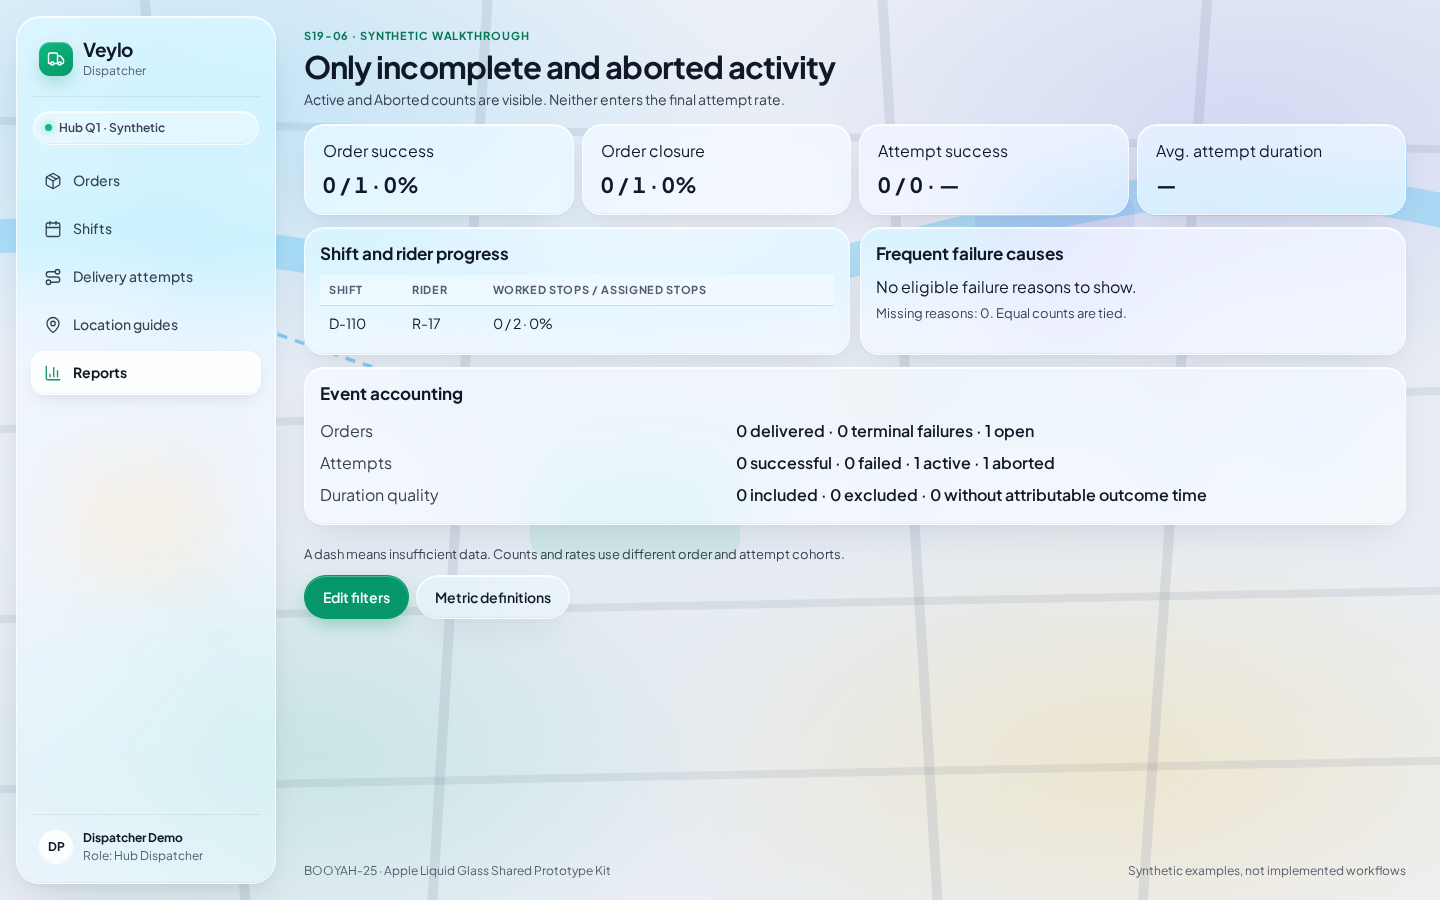 Veylo
Dispatcher
Hub Q1 · Synthetic
Orders
Shifts
Delivery attempts
Location guides
Reports
DP
Dispatcher Demo
Role: Hub Dispatcher
S19-06 · SYNTHETIC WALKTHROUGH
Only incomplete and aborted activity
Active and Aborted counts are visible. Neither enters the final attempt rate.
Order success
0 / 1 · 0%
Order closure
0 / 1 · 0%
Attempt success
0 / 0 · —
Avg. attempt duration
—
Shift and rider progress
SHIFT RIDER WORKED STOPS / ASSIGNED STOPS
D-110 R-17 0 / 2 · 0%
Frequent failure causes
No eligible failure reasons to show.
Missing reasons: 0. Equal counts are tied.
Event accounting
Orders 0 delivered · 0 terminal failures · 1 open
Attempts 0 successful · 0 failed · 1 active · 1 aborted
Duration quality 0 included · 0 excluded · 0 without attributable outcome time
A dash means insufficient data. Counts and rates use different order and attempt cohorts.
Edit filters
Metric definitions
BOOYAH-25 · Apple Liquid Glass Shared Prototype Kit
Synthetic examples, not implemented workflows